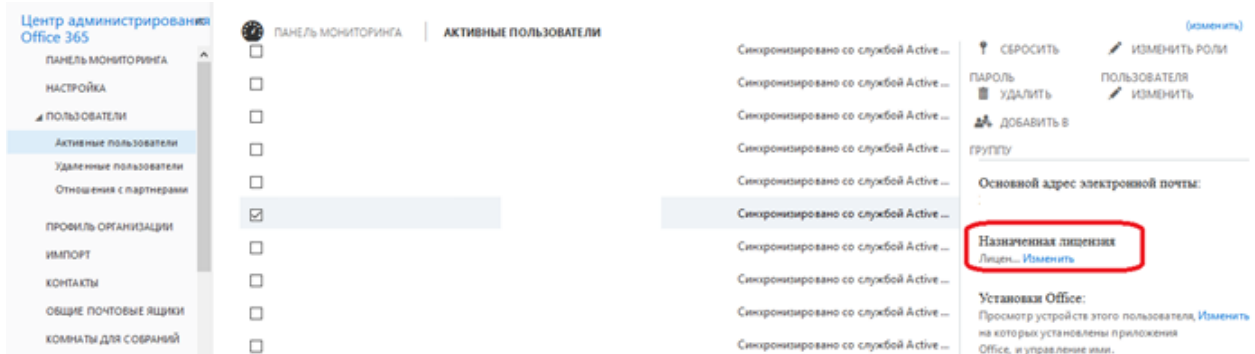 Центр администрирования
Office 365
ПАНЕЛЬ МОНИТОРИНГА
НАСТРОЙКА
ПОЛЬЗОВАТЕЛИ
Активные пользователи
Удаленные пользователи
Отношения с партнерами
ПРОФИЛЬ ОРГАНИЗАЦИИ
ИМПОРТ
КОНТАКТЫ
ОБЩИЕ ПОЧТОВЫЕ ЯЩИКИ
КОМНАТЫ ДЛЯ СОБРАНИЙ
ПАНЕЛЬ МОНИТОРИНГА АКТИВНЫЕ ПОЛЬЗОВАТЕЛИ
Синхронизировано со службой Active ...
Синхронизировано со службой Active ...
Синхронизировано со службой Active ...
Синхронизировано со службой Active ...
Синхронизировано со службой Active ...
Синхронизировано со службой Active ...
Синхронизировано со службой Active ...
Синхронизировано со службой Active ...
Синхронизировано со службой Active ...
Синхронизировано со службой Active ...
(изменить)
СБРОСИТЬ ИЗМЕНИТЬ РОЛИ
ПАРОЛЬ ПОЛЬЗОВАТЕЛЯ
УДАЛИТЬ ИЗМЕНИТЬ
ДОБАВИТЬ В
ГРУППУ
Основной адрес электронной почты:
Назначенная лицензия
Лицен... Изменить
Установки Office:
Просмотр устройств этого пользователя, Изменить
на которых установлены приложения
Office, и управление ими.